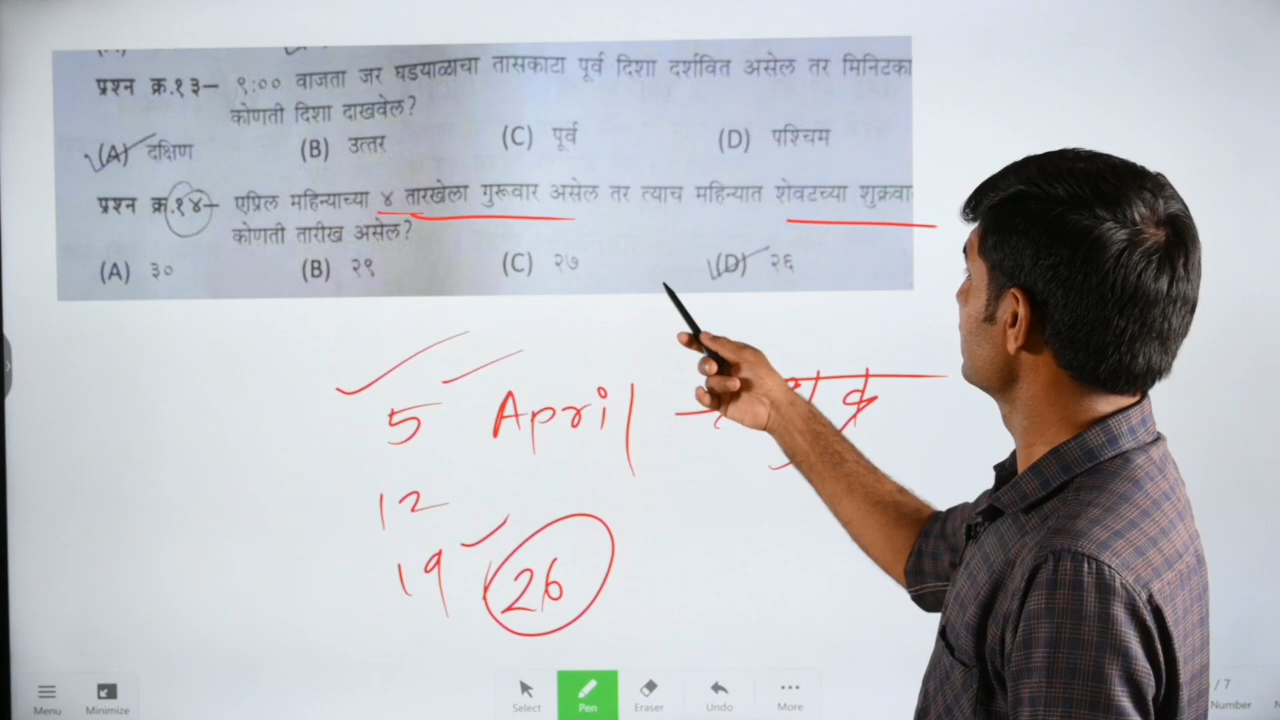 प्रश्न क्र.१३– ९:०० वाजता जर घडयाळाचा तासकाटा पूर्व दिशा दर्शवित असेल तर मिनिटका
कोणती दिशा दाखवेल?
(A) दक्षिण (B) उत्तर (C) पूर्व (D) पश्चिम
प्रश्न क्र.१४– एप्रिल महिन्याच्या ४ तारखेला गुरूवार असेल तर त्याच महिन्यात शेवटच्या शुक्रवा
कोणती तारीख असेल?
(A) ३० (B) २९ (C) २७ (D) २६
5 April
12
19 26
Menu Minimize Select Pen Eraser Undo More / 7
Number